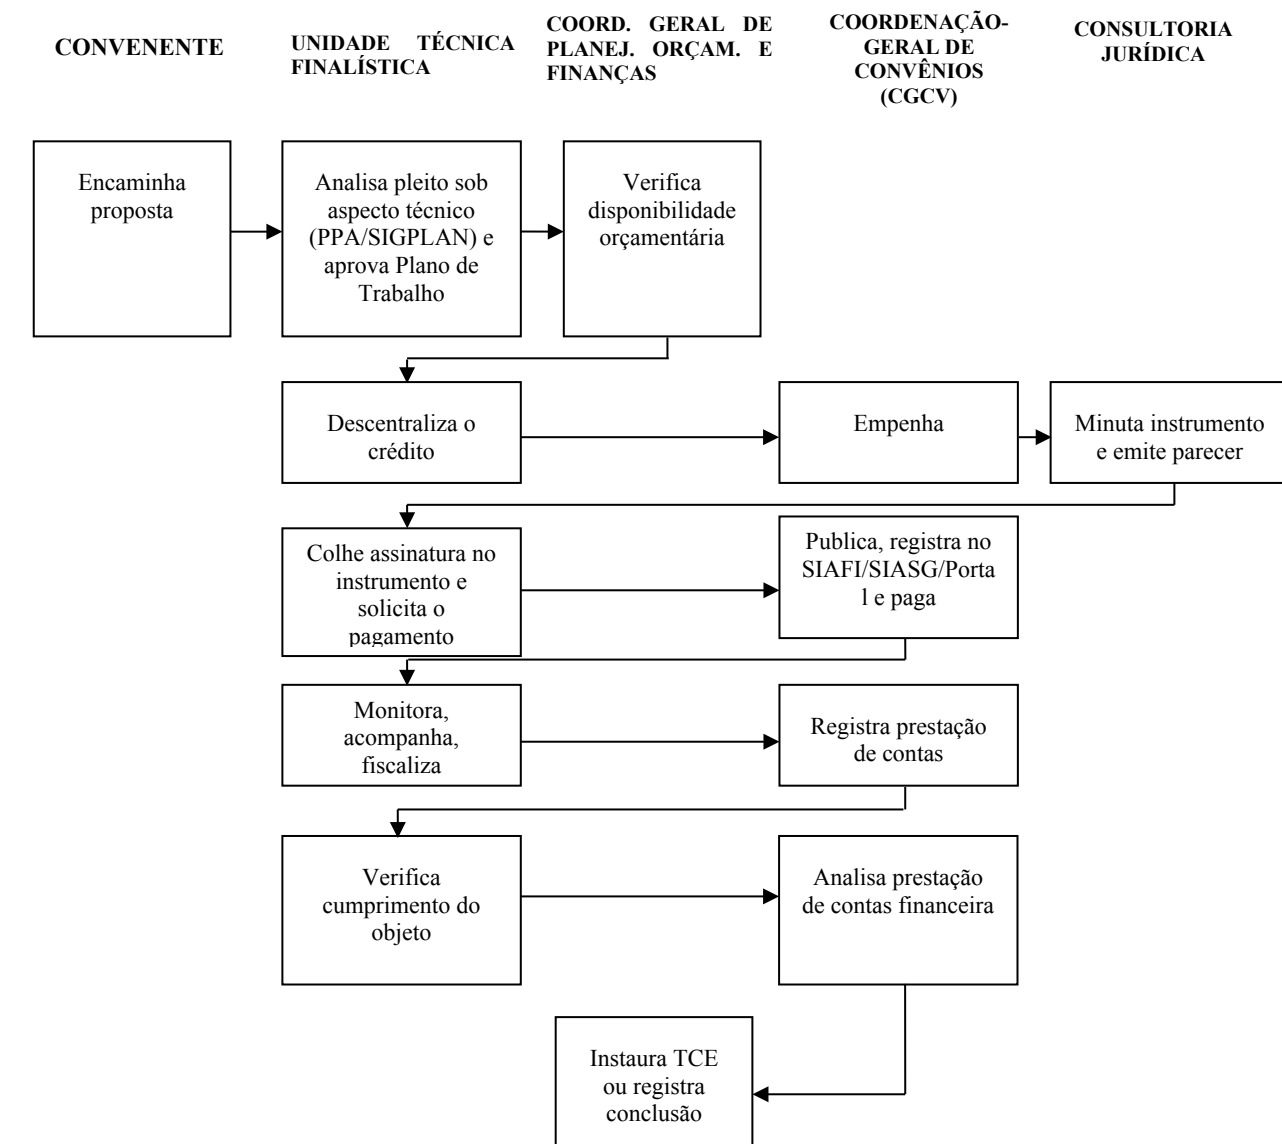 CONVENENTE
UNIDADE TÉCNICA
FINALÍSTICA
COORD. GERAL DE
PLANEJ. ORÇAM. E
FINANÇAS
COORDENAÇÃO-
GERAL DE
CONVÊNIOS
(CGCV)
CONSULTORIA
JURÍDICA
Encaminha
proposta
Analisa pleito sob
aspecto técnico
(PPA/SIGPLAN) e
aprova Plano de
Trabalho
Verifica
disponibilidade
orçamentária
Descentraliza o
crédito
Empenha
Minuta instrumento
e emite parecer
Colhe assinatura no
instrumento e
solicita o
pagamento
Publica, registra no
SIAFI/SIASG/Porta
l e paga
Monitora,
acompanha,
fiscaliza
Registra prestação
de contas
Verifica
cumprimento do
objeto
Analisa prestação
de contas financeira
Instaura TCE
ou registra
conclusão